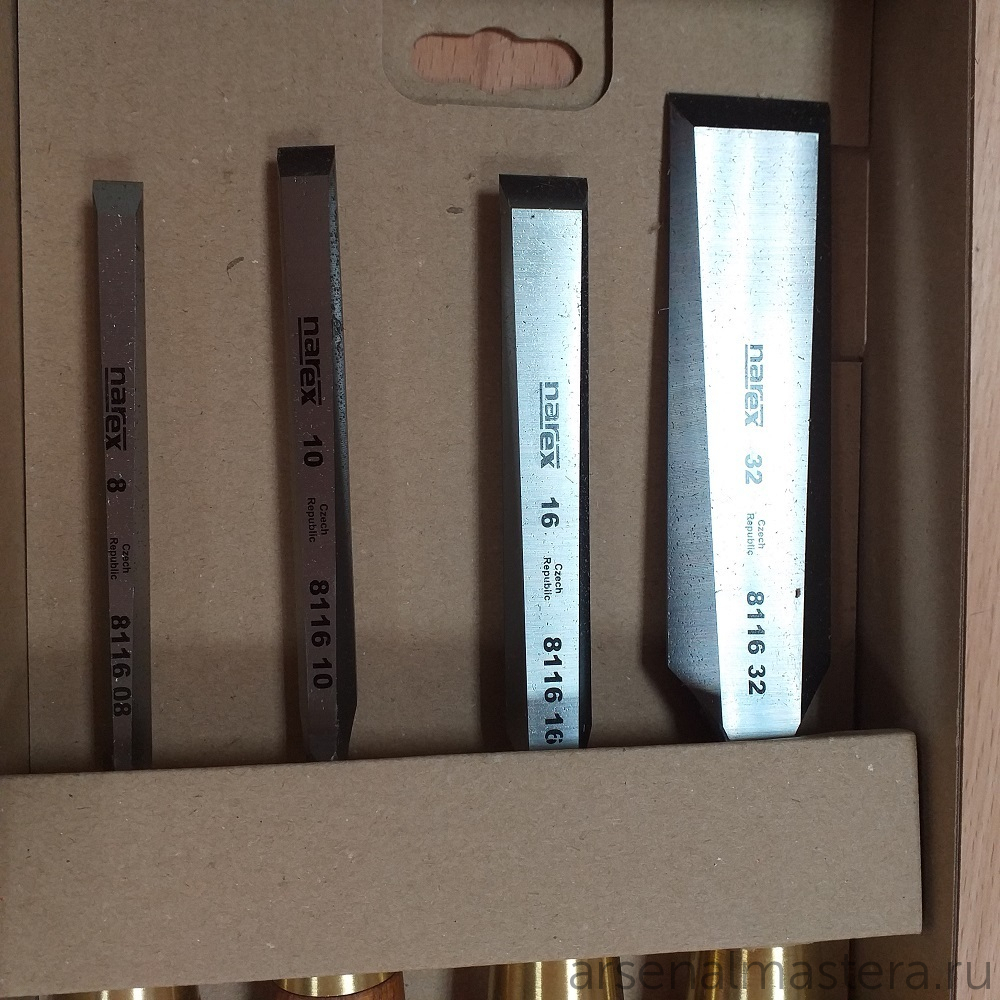 narex 8 Czech
Republic 8116 08
narex 10 Czech
Republic 8116 10
narex 16 Czech
Republic 8116 16
narex 32 Czech
Republic 8116 32
arsenalmastera.ru